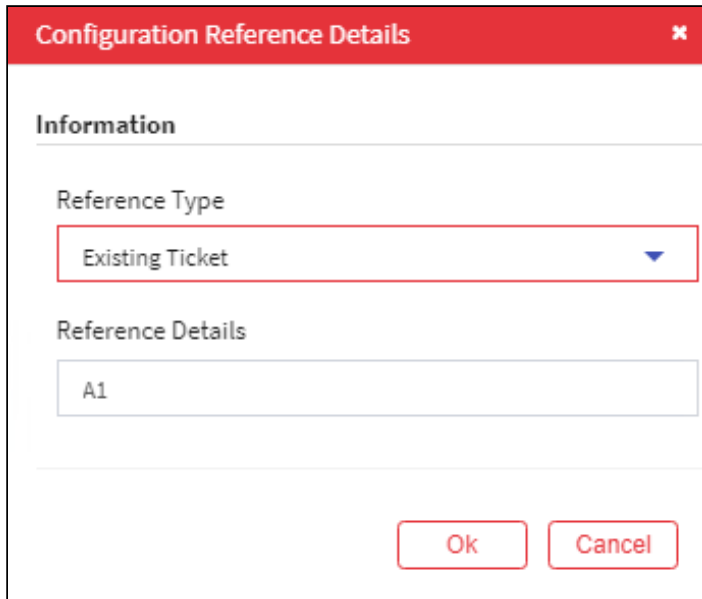 Configuration Reference Details
Information
Reference Type
Existing Ticket
Reference Details
A1
Ok Cancel